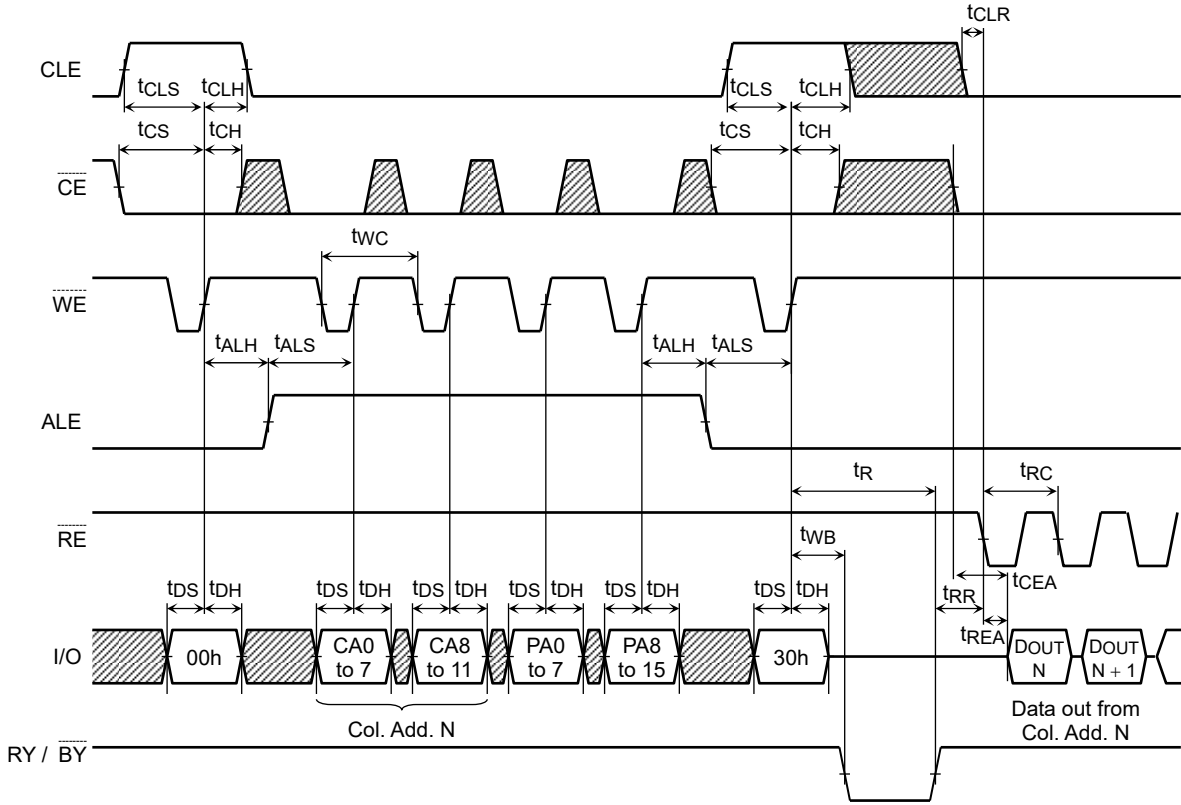 tCLR
CLE
tCLS tCLH tCLS tCLH
tCS tCH tCS tCH
CE
tWC
WE
tALH tALS tALH tALS
ALE
tR tRC
RE
tWB
tCEA
tDS tDH tDS tDH tDS tDH tDS tDH tDS tDH tDS tDH tRR
tREA
I/O 00h CA0 to 7 CA8 to 11 PA0 to 7 PA8 to 15 30h DOUT N DOUT N + 1
Col. Add. N
Data out from
Col. Add. N
RY / BY